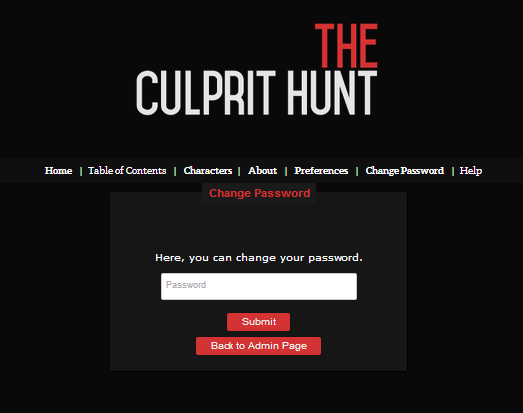 THE
CULPRIT HUNT
Home | Table of Contents | Characters | About | Preferences | Change Password | Help
Change Password
Here, you can change your password.
Password
Submit
Back to Admin Page